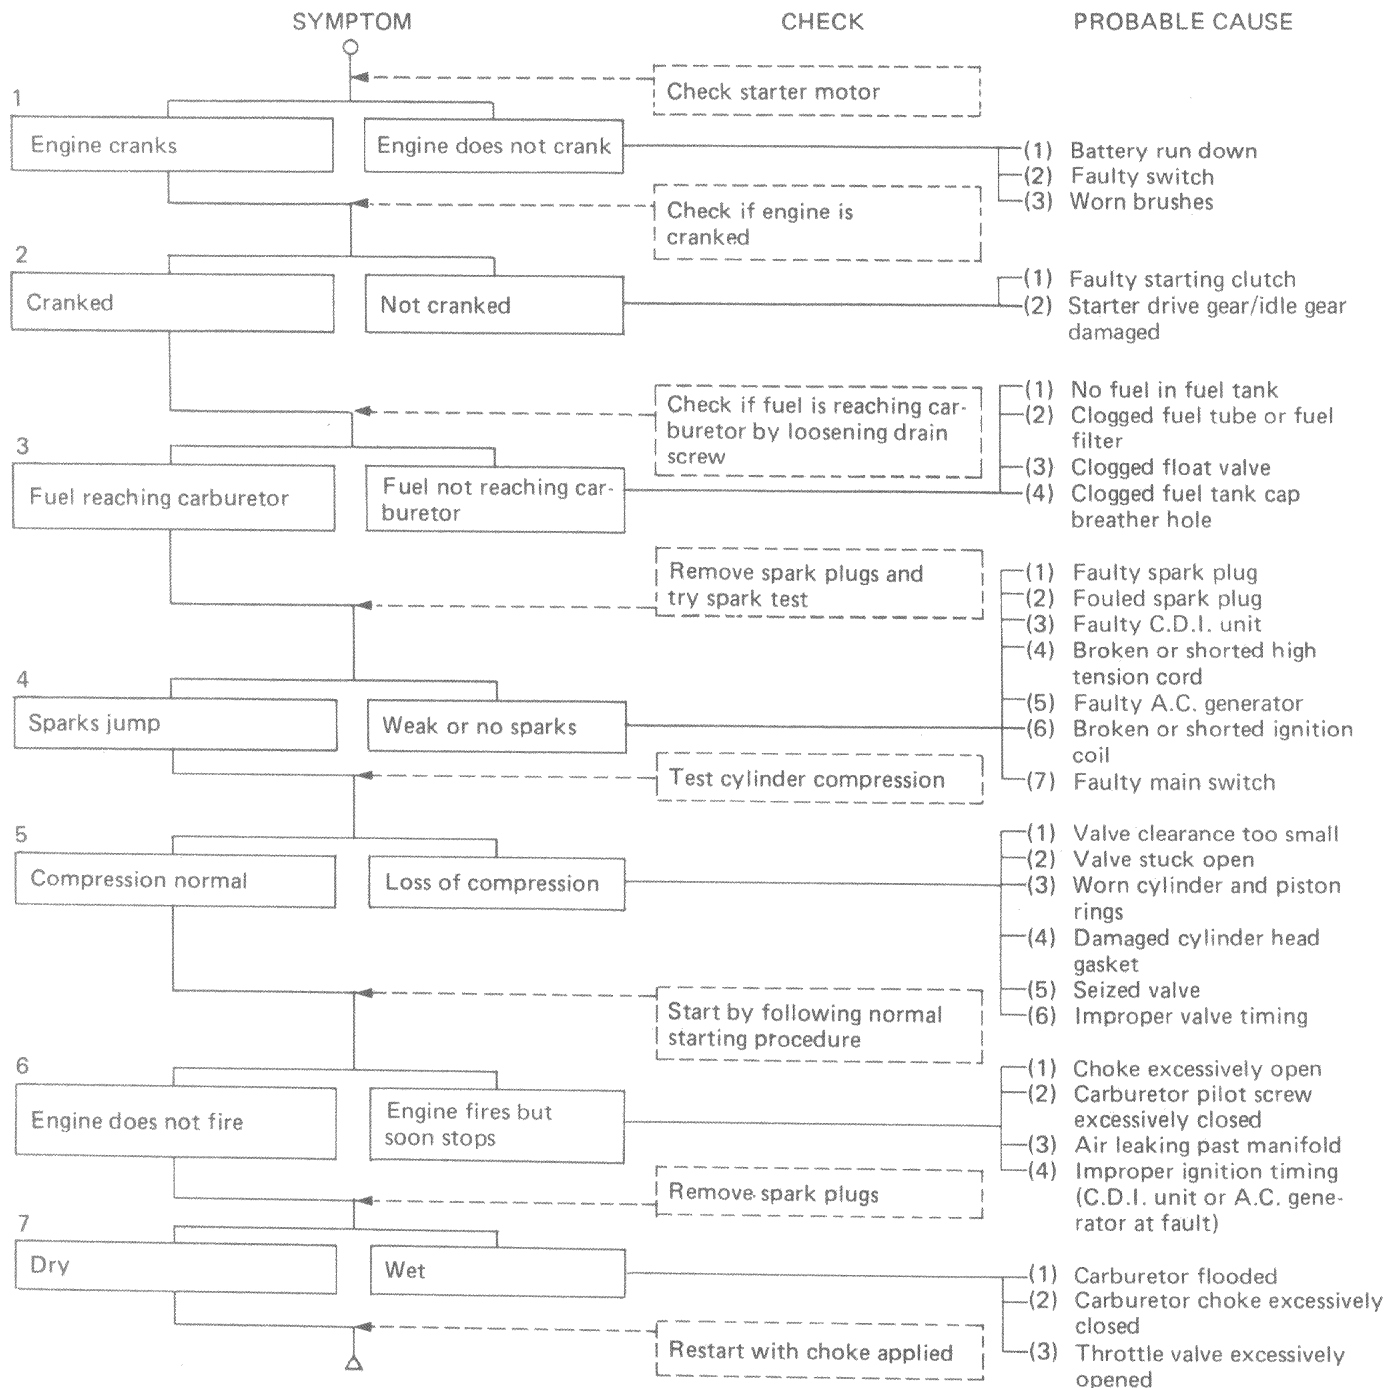 SYMPTOM CHECK PROBABLE CAUSE
Check starter motor
1
Engine cranks
Engine does not crank
(1) Battery run down
(2) Faulty switch
(3) Worn brushes
Check if engine is
cranked
2
Cranked
Not cranked
(1) Faulty starting clutch
(2) Starter drive gear/idle gear
damaged
Check if fuel is reaching car-
buretor by loosening drain
screw
3
Fuel reaching carburetor
Fuel not reaching car-
buretor
(1) No fuel in fuel tank
(2) Clogged fuel tube or fuel
filter
(3) Clogged float valve
(4) Clogged fuel tank cap
breather hole
Remove spark plugs and
try spark test
4
Sparks jump
Weak or no sparks
(1) Faulty spark plug
(2) Fouled spark plug
(3) Faulty C.D.I. unit
(4) Broken or shorted high
tension cord
(5) Faulty A.C. generator
(6) Broken or shorted ignition
coil
(7) Faulty main switch
Test cylinder compression
5
Compression normal
Loss of compression
(1) Valve clearance too small
(2) Valve stuck open
(3) Worn cylinder and piston
rings
(4) Damaged cylinder head
gasket
(5) Seized valve
(6) Improper valve timing
Start by following normal
starting procedure
6
Engine does not fire
Engine fires but
soon stops
(1) Choke excessively open
(2) Carburetor pilot screw
excessively closed
(3) Air leaking past manifold
(4) Improper ignition timing
(C.D.I. unit or A.C. gene-
rator at fault)
Remove spark plugs
7
Dry
Wet
(1) Carburetor flooded
(2) Carburetor choke excessively
closed
(3) Throttle valve excessively
opened
Restart with choke applied